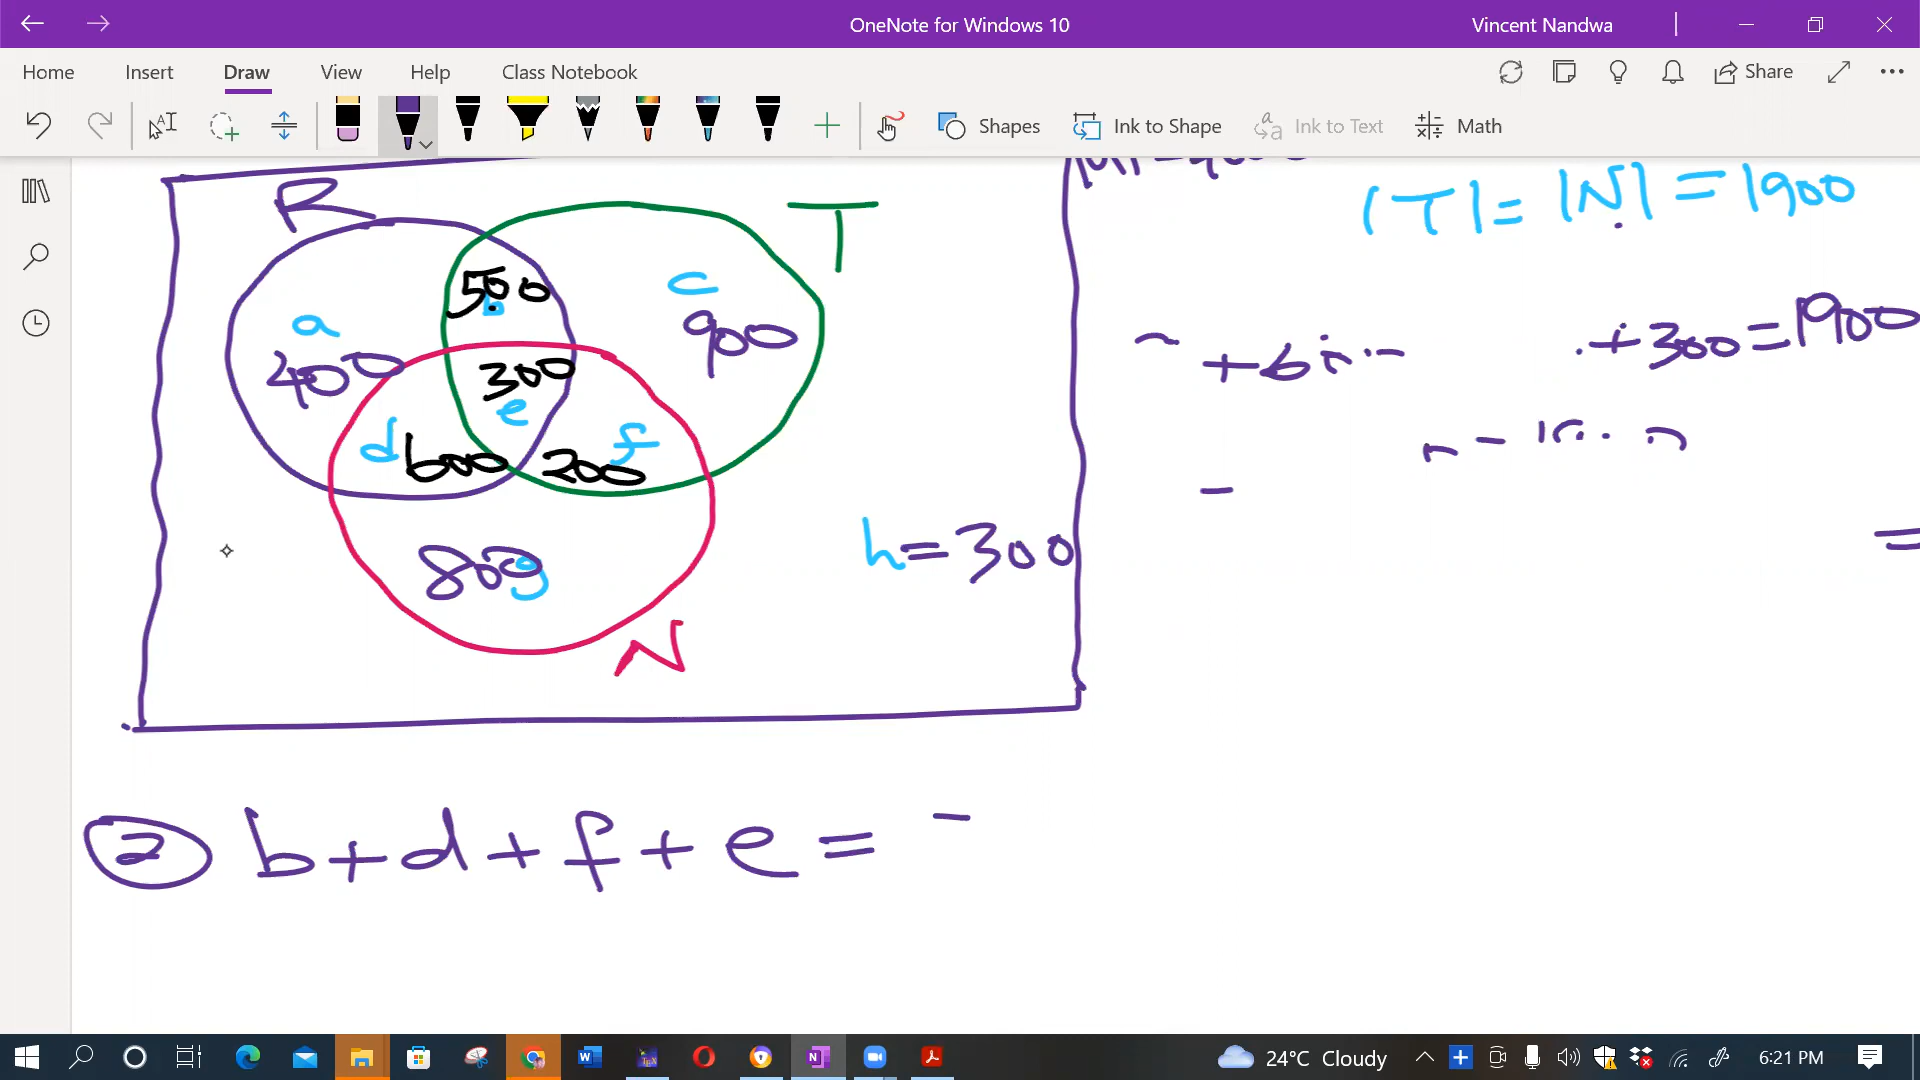 OneNote for Windows 10
Vincent Nandwa
Home Insert Draw View Help Class Notebook
Share
Shapes Ink to Shape Ink to Text Math
|T| = |N| = 1900
R
T
500
b
c
900
a
400
300
e
+300=1900
d
600
f
200
800
g
h=300
N
=
② b+d+f+e=
24°C Cloudy
6:21 PM